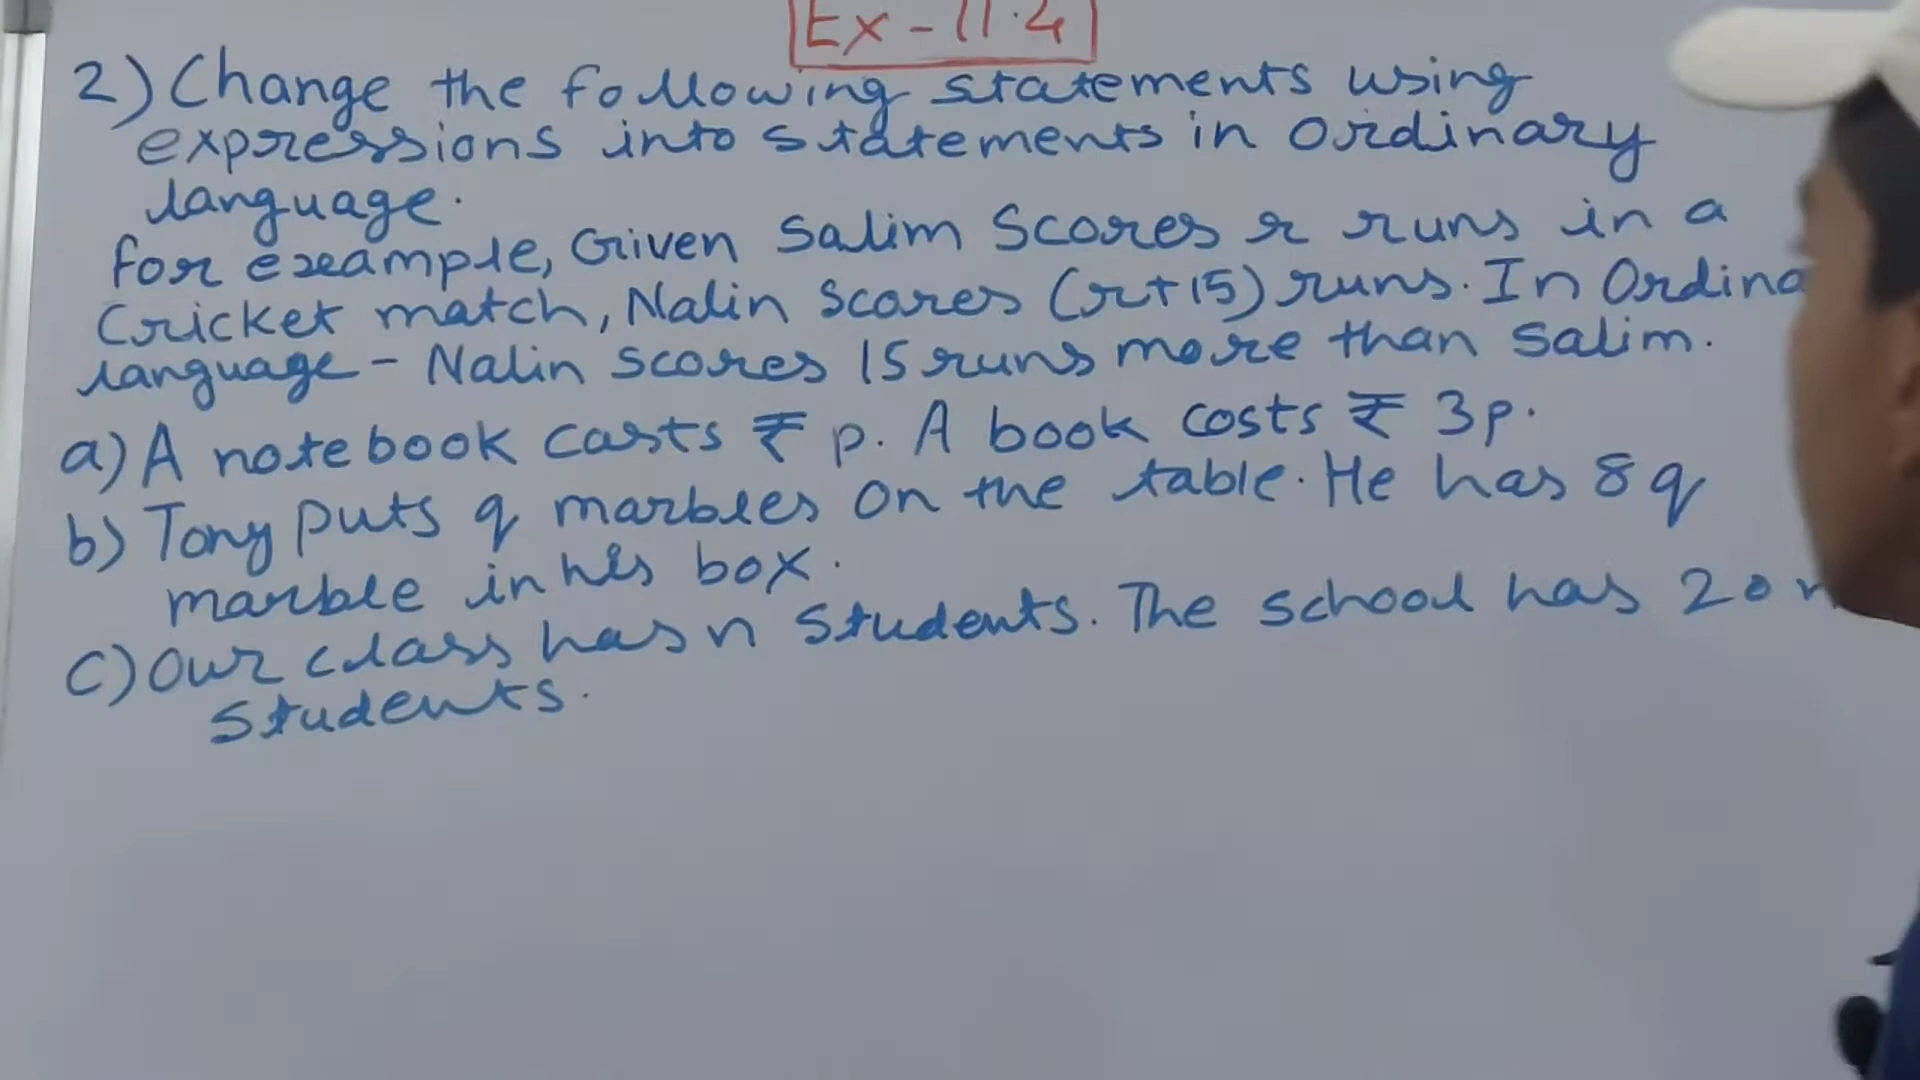 Ex - 11.4
2) Change the following statements using
expressions into statements in ordinary
language.
for example, Given Salim Scores r runs in a
Cricket match, Nalin Scores (r+15) runs. In Ordina
language - Nalin scores 15 runs more than Salim.
a) A notebook costs ₹ p. A book costs ₹ 3p.
b) Tony puts q marbles on the table. He has 8q
marble in his box.
c) Our class has n students. The school has 20
students.